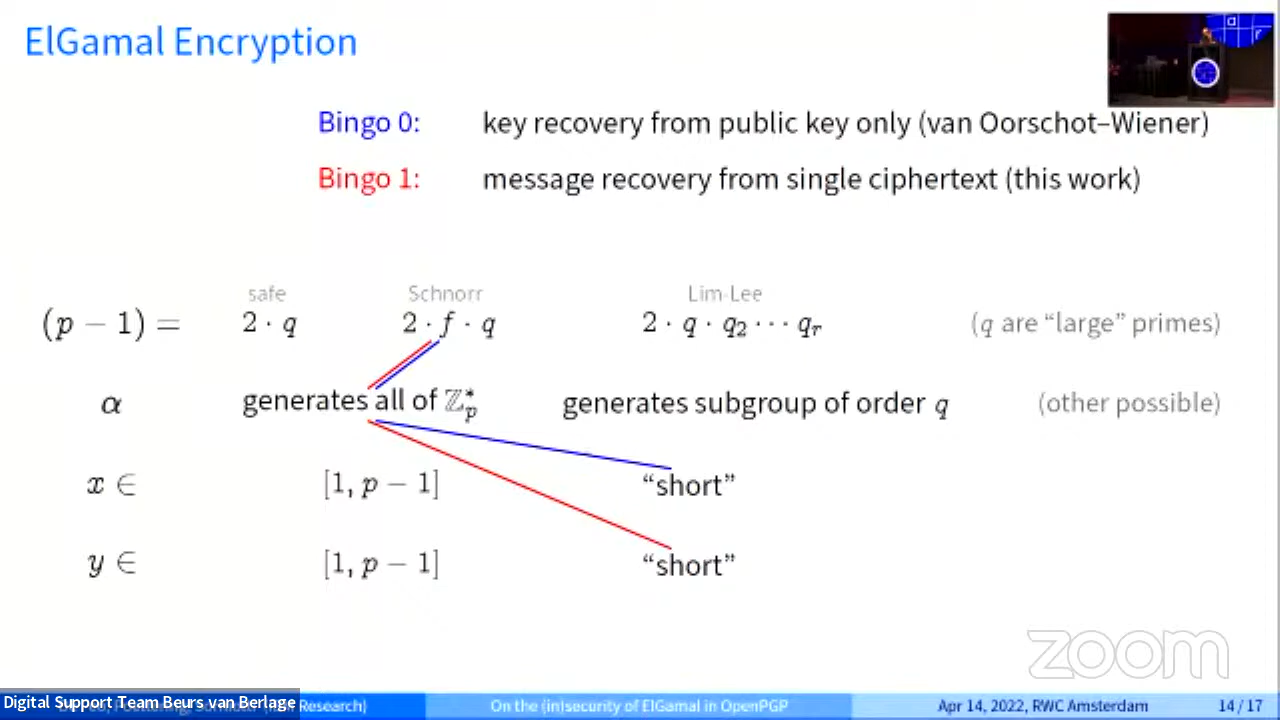 ElGamal Encryption
Bingo 0: key recovery from public key only (van Oorschot–Wiener)
Bingo 1: message recovery from single ciphertext (this work)
safe Schnorr Lim-Lee
(p − 1) = 2 · q 2 · f · q 2 · q · q₂ ··· qᵣ (q are “large” primes)
α generates all of ℤ*ₚ generates subgroup of order q (other possible)
x ∈ [1, p − 1] “short”
y ∈ [1, p − 1] “short”
zoom
Digital Support Team Beurs van Berlage Research) On the (in)security of ElGamal in OpenPGP Apr 14, 2022, RWC Amsterdam 14 / 17